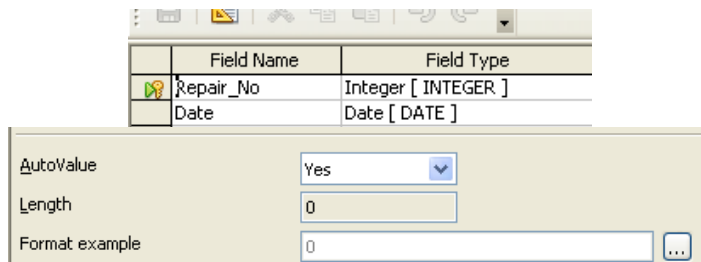 Field Name Field Type
Repair_No Integer [ INTEGER ]
Date Date [ DATE ]
AutoValue Yes
Length 0
Format example 0 ...